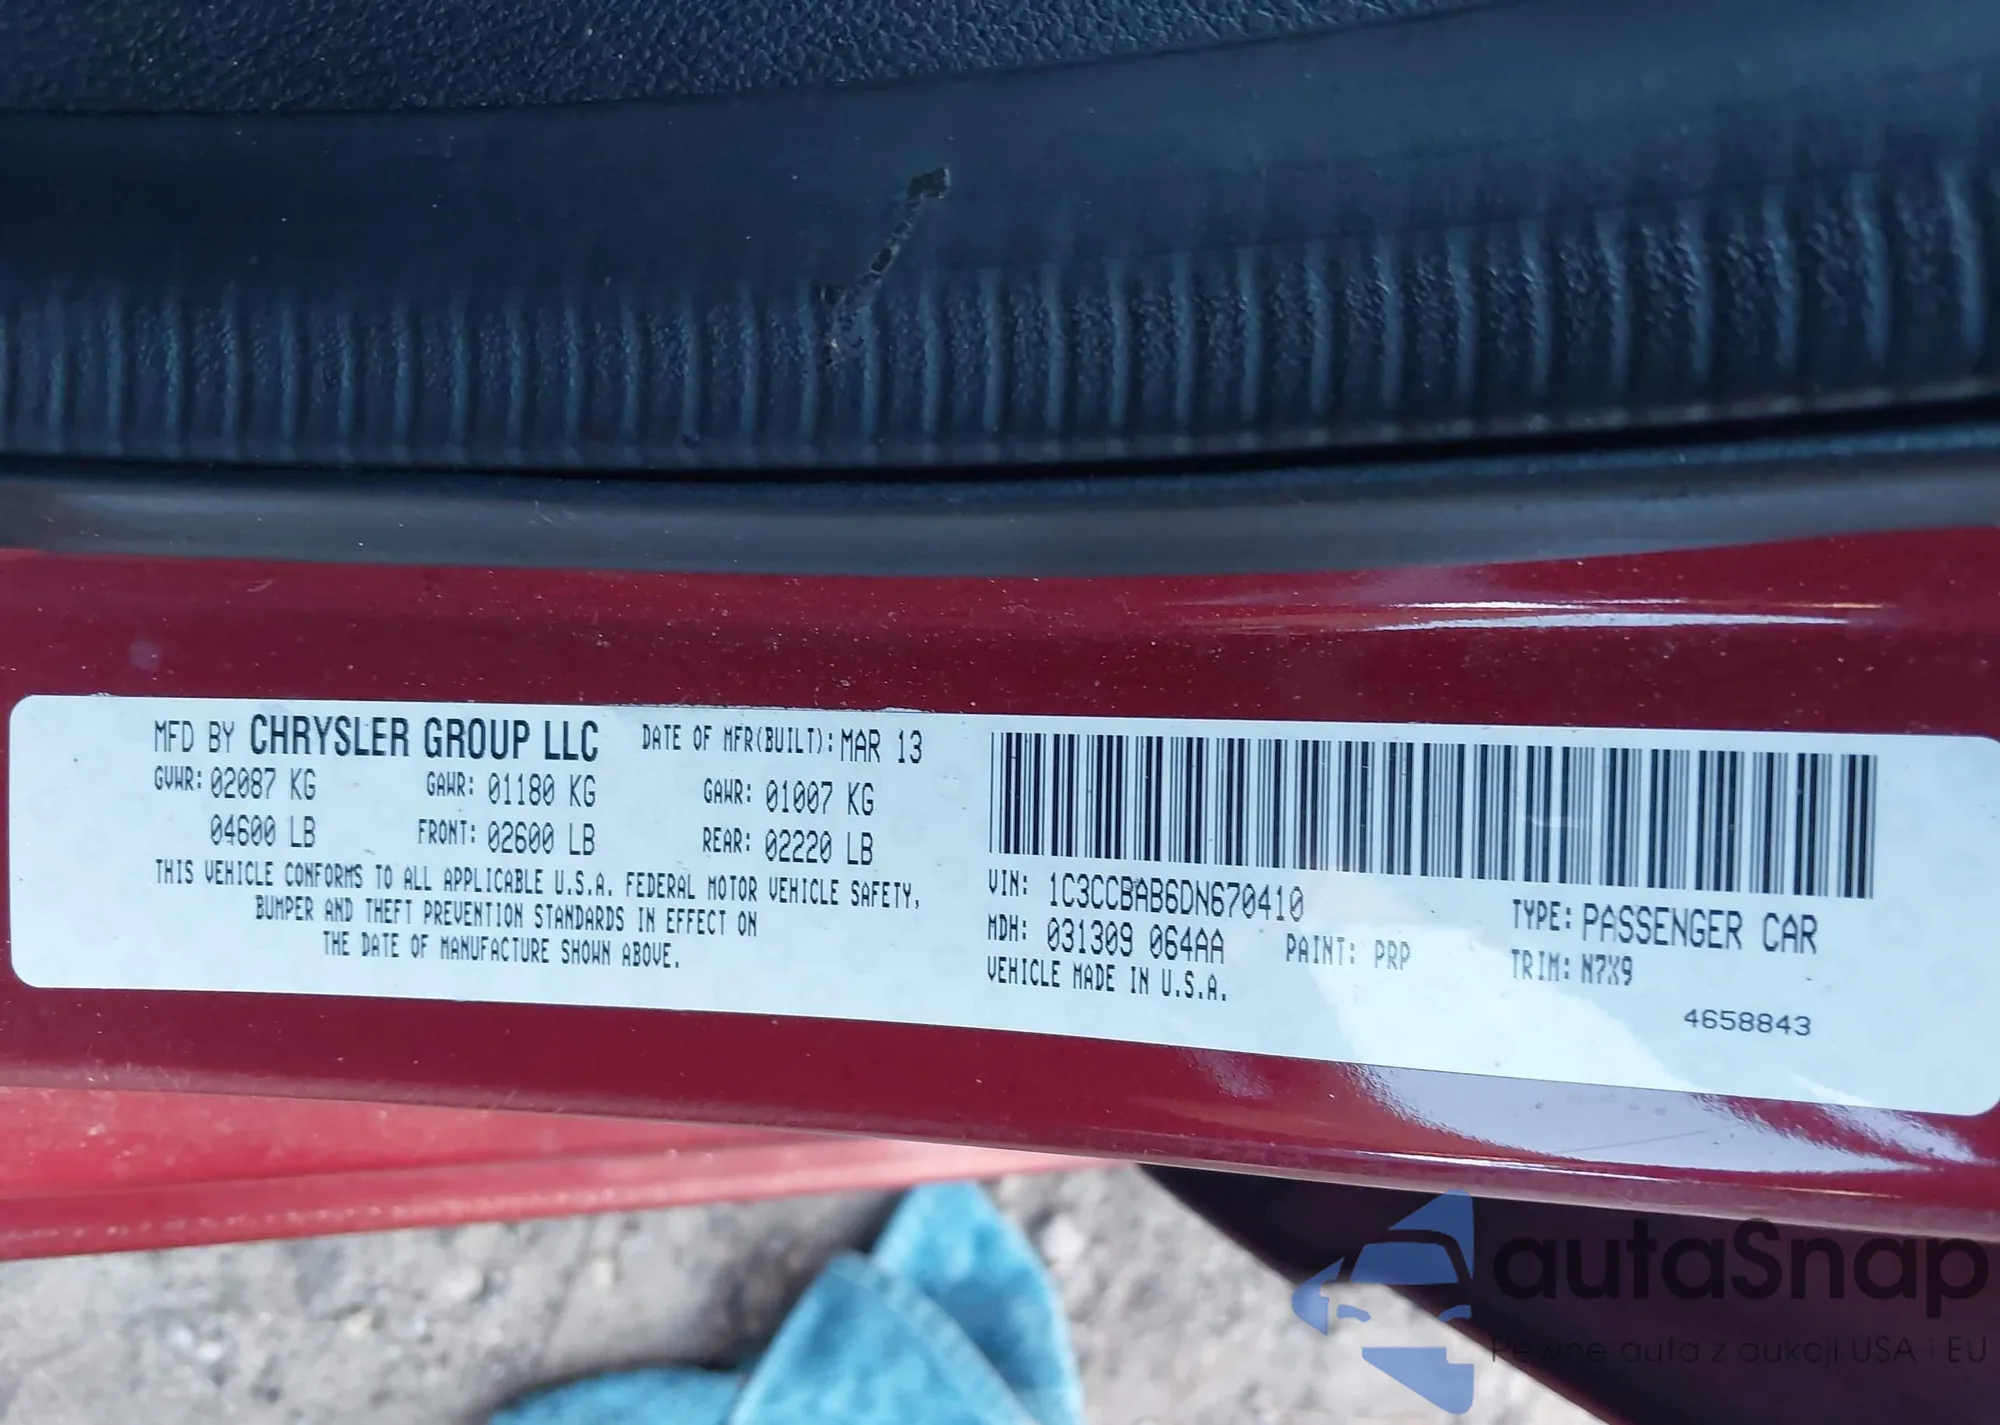 MFD BY CHRYSLER GROUP LLC DATE OF MFR(BUILT): MAR 13
GVWR: 02087 KG GAWR: 01180 KG GAWR: 01007 KG
04600 LB FRONT: 02600 LB REAR: 02220 LB
THIS VEHICLE CONFORMS TO ALL APPLICABLE U.S.A. FEDERAL MOTOR VEHICLE SAFETY,
BUMPER AND THEFT PREVENTION STANDARDS IN EFFECT ON
THE DATE OF MANUFACTURE SHOWN ABOVE.
VIN: 1C3CCBAB6DN670410 TYPE: PASSENGER CAR
MDH: 031309 064AA PAINT: PRP TRIM: N7X9
VEHICLE MADE IN U.S.A.
4658843
autaSnap
Pewne auta z aukcji USA i EU